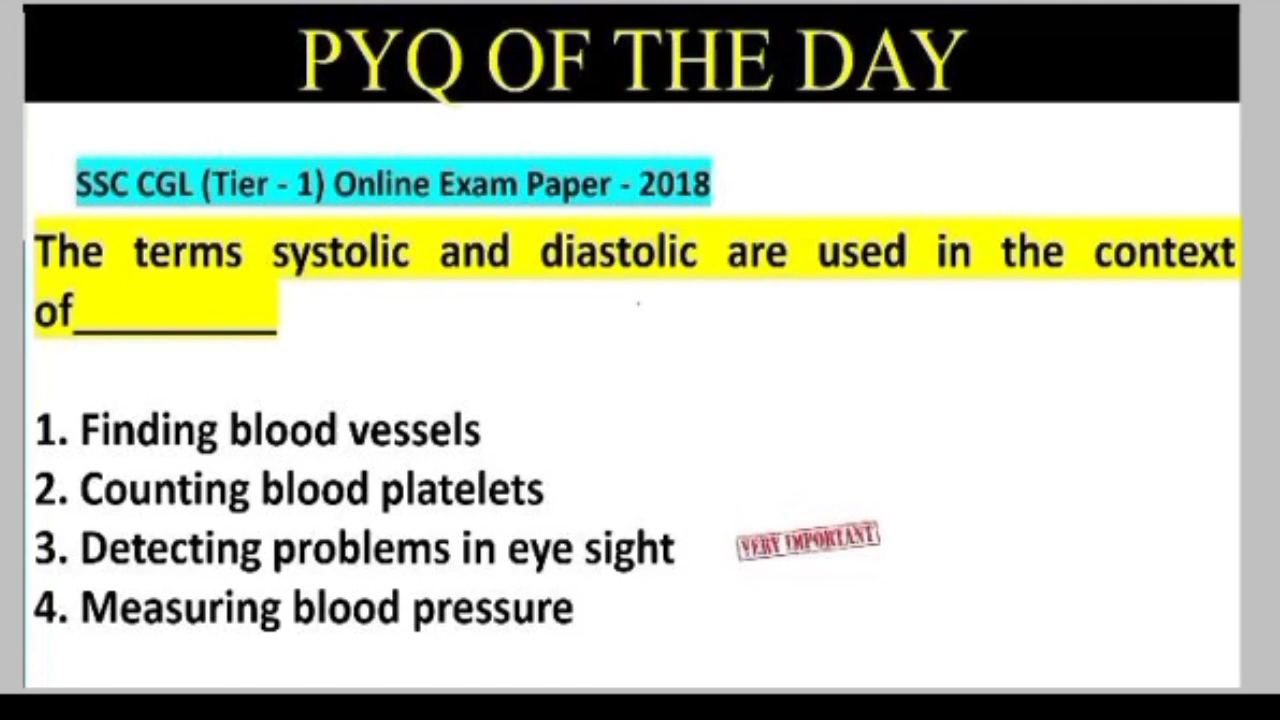 PYQ OF THE DAY
SSC CGL (Tier - 1) Online Exam Paper - 2018
The terms systolic and diastolic are used in the context
of__________
1. Finding blood vessels
2. Counting blood platelets
3. Detecting problems in eye sight
VERY IMPORTANT
4. Measuring blood pressure